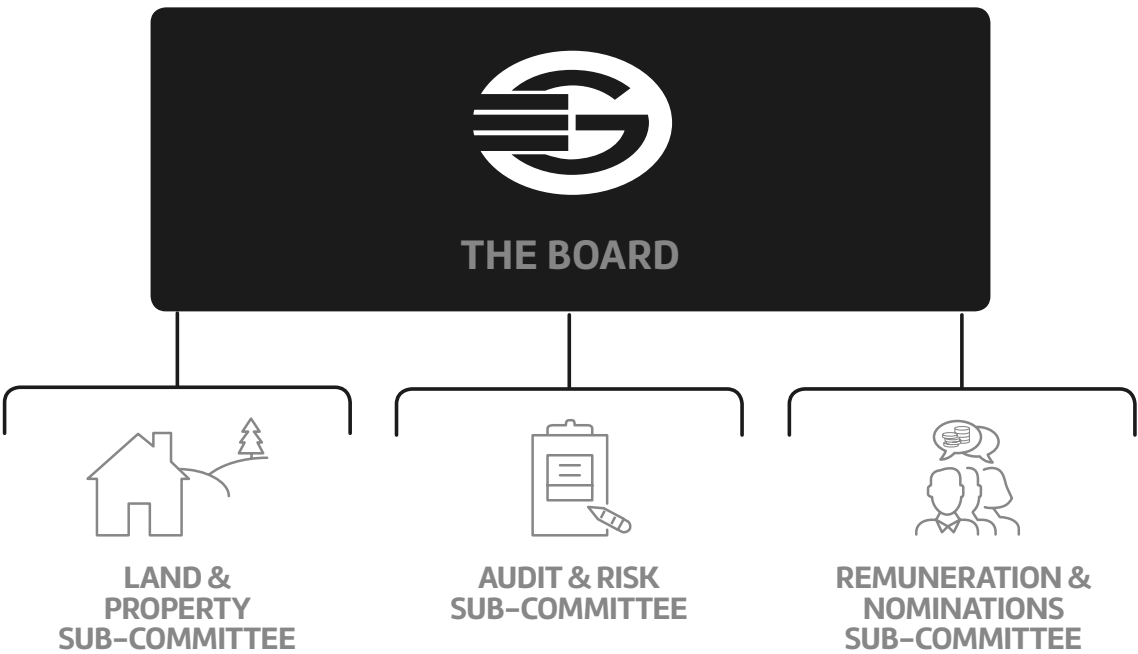 THE BOARD
LAND &
PROPERTY
SUB-COMMITTEE
AUDIT & RISK
SUB-COMMITTEE
REMUNERATION &
NOMINATIONS
SUB-COMMITTEE